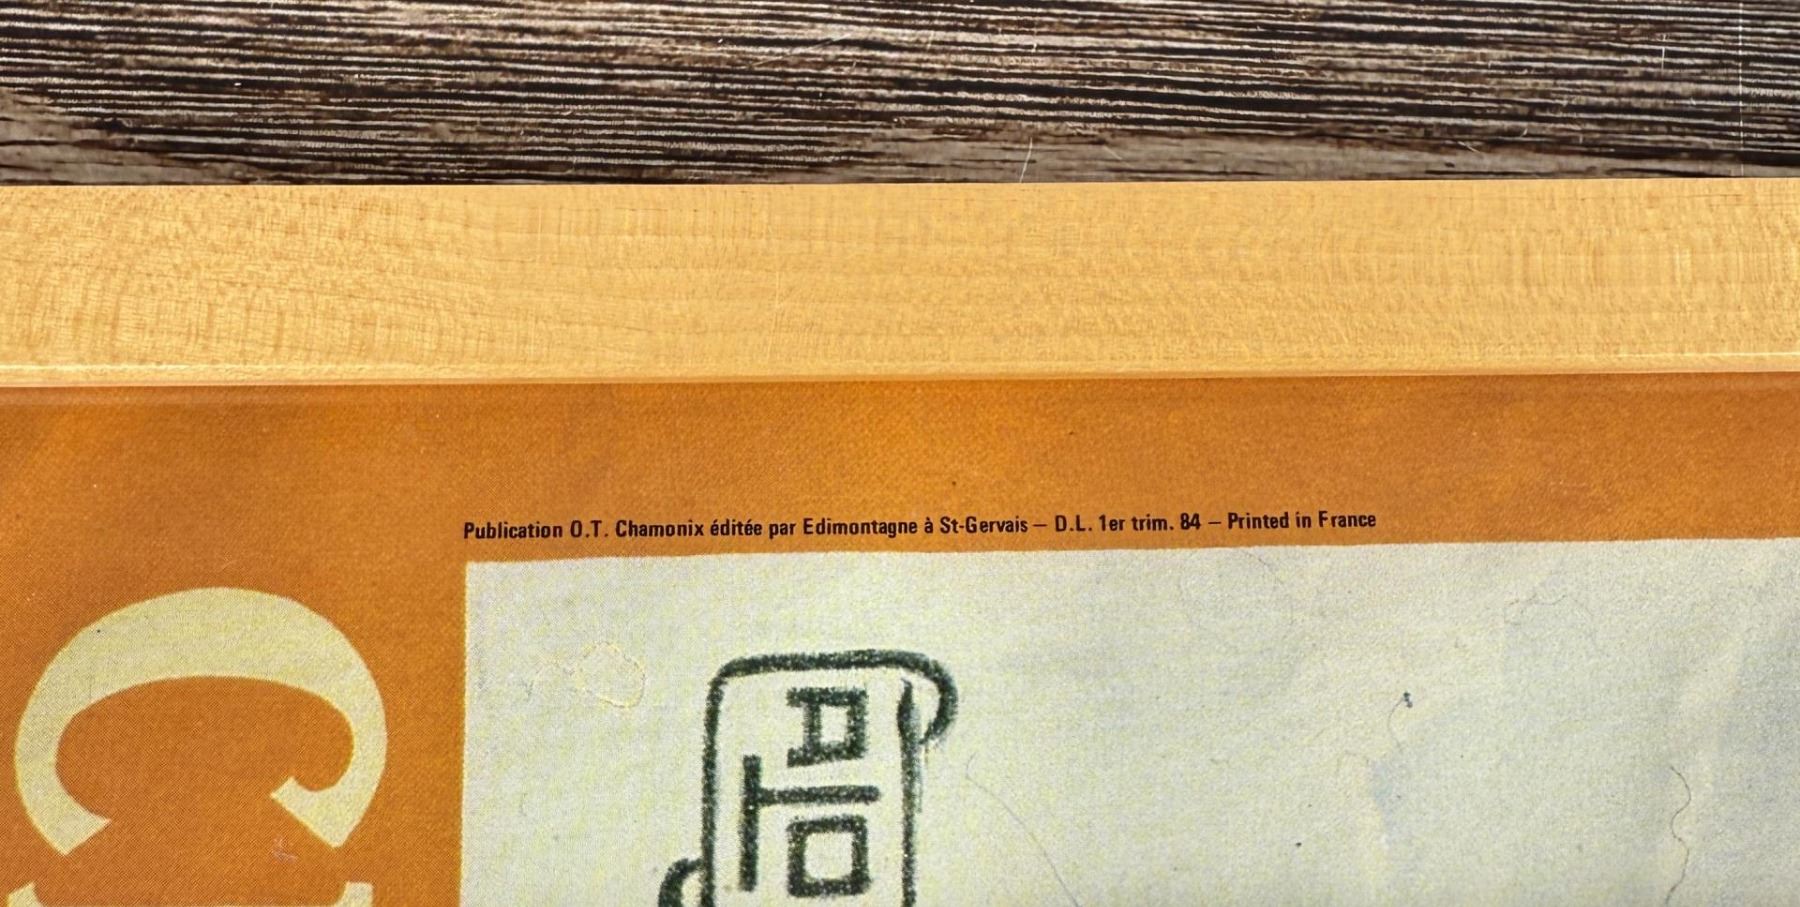 Publication O.T. Chamonix éditée par Edimontagne à St-Gervais – D.L. 1er trim. 84 – Printed in France
C